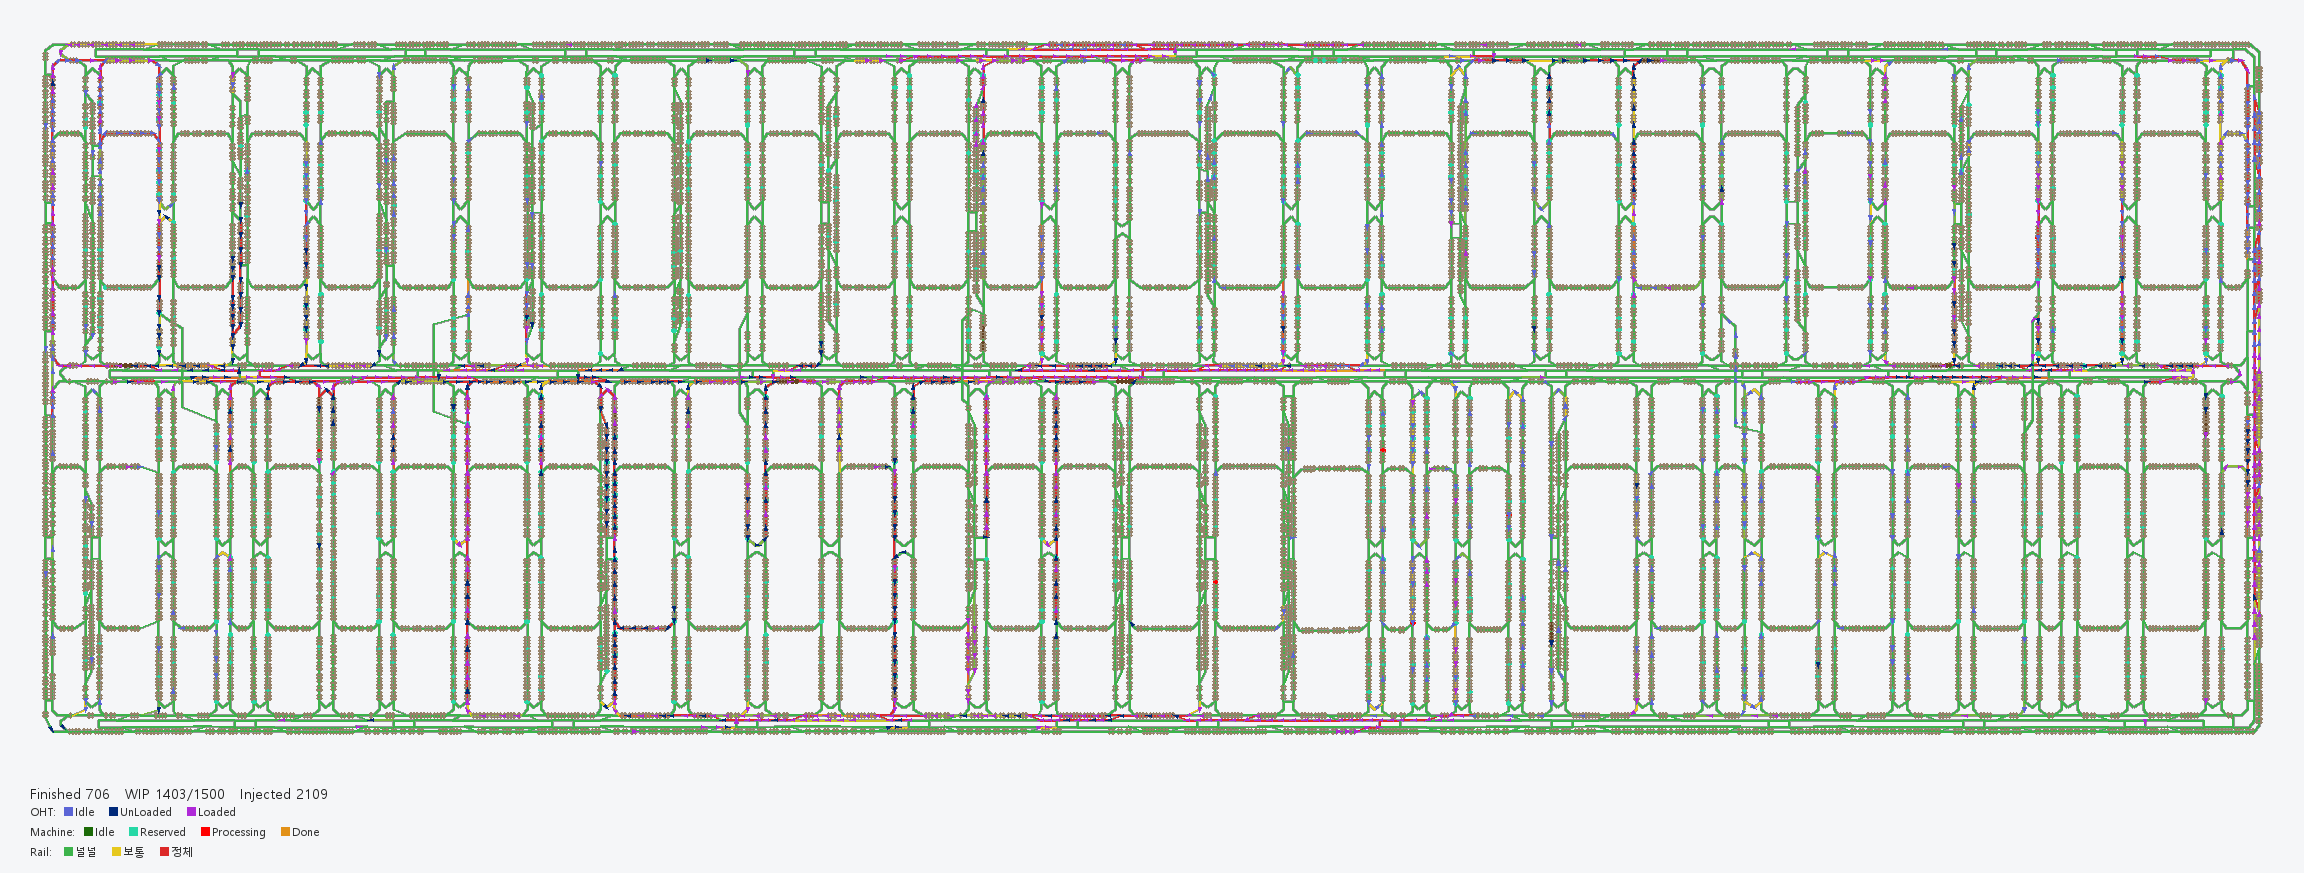 Finished 706 WIP 1403/1500 Injected 2109
OHT: Idle UnLoaded Loaded
Machine: Idle Reserved Processing Done
Rail: 널널 보통 정체